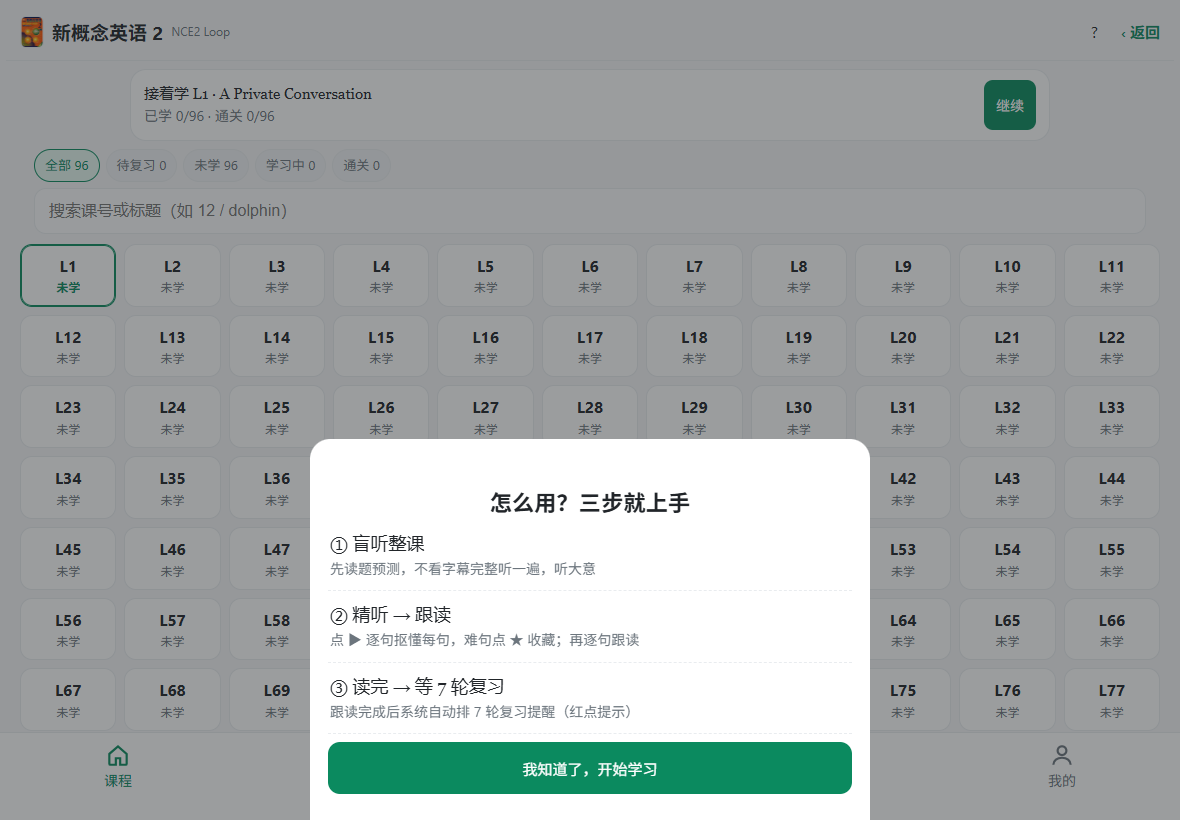 新概念英语 2 NCE2 Loop ? ‹ 返回
接着学 L1 · A Private Conversation
已学 0/96 · 通关 0/96
继续
全部 96 待复习 0 未学 96 学习中 0 通关 0
搜索课号或标题（如 12 / dolphin）
L1 L2 L3 L4 L5 L6 L7 L8 L9 L10 L11
未学 未学 未学 未学 未学 未学 未学 未学 未学 未学 未学
L12 L13 L14 L15 L16 L17 L18 L19 L20 L21 L22
未学 未学 未学 未学 未学 未学 未学 未学 未学 未学 未学
L23 L24 L25 L26 L27 L28 L29 L30 L31 L32 L33
未学 未学 未学 未学 未学 未学 未学 未学 未学 未学 未学
L34 L35 L36 L42 L43 L44
未学 未学 未学 未学 未学 未学
L45 L46 L47 L53 L54 L55
未学 未学 未学 未学 未学 未学
L56 L57 L58 L64 L65 L66
未学 未学 未学 未学 未学 未学
L67 L68 L69 L75 L76 L77
未学 未学 未学 未学 未学 未学
怎么用？三步就上手
① 盲听整课
先读题预测，不看字幕完整听一遍，听大意
② 精听 → 跟读
点 ▶ 逐句抠懂每句，难句点 ★ 收藏；再逐句跟读
③ 读完 → 等 7 轮复习
跟读完成后系统自动排 7 轮复习提醒（红点提示）
我知道了，开始学习
课程 我的